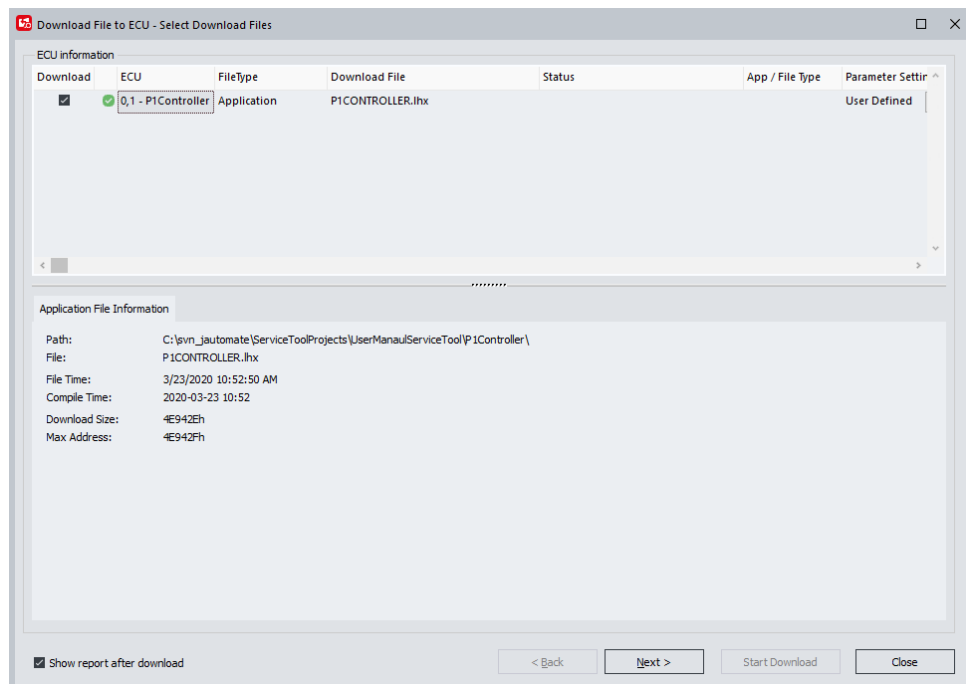 Download File to ECU - Select Download Files
ECU information
Download ECU FileType Download File Status App / File Type Parameter Settir
0,1 - P1Controller Application P1CONTROLLER.lhx User Defined
Application File Information
Path: C:\svn_jautomate\ServiceToolProjects\UserManaulServiceTool\P1Controller\
File: P1CONTROLLER.lhx
File Time: 3/23/2020 10:52:50 AM
Compile Time: 2020-03-23 10:52
Download Size: 4E942Eh
Max Address: 4E942Fh
Show report after download < Back Next > Start Download Close